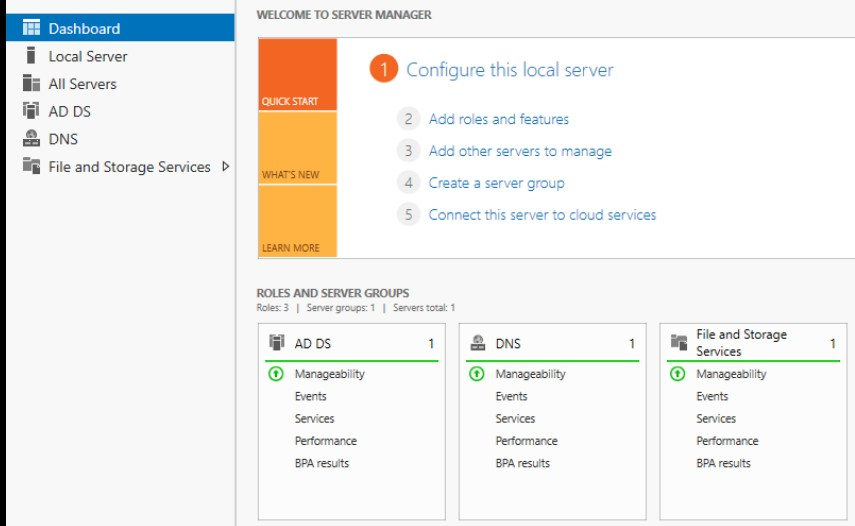 Dashboard
Local Server
All Servers
AD DS
DNS
File and Storage Services
WELCOME TO SERVER MANAGER
QUICK START
WHAT'S NEW
LEARN MORE
1 Configure this local server
2 Add roles and features
3 Add other servers to manage
4 Create a server group
5 Connect this server to cloud services
ROLES AND SERVER GROUPS
Roles: 3 | Server groups: 1 | Servers total: 1
AD DS 1
Manageability
Events
Services
Performance
BPA results
DNS 1
Manageability
Events
Services
Performance
BPA results
File and Storage
Services 1
Manageability
Events
Services
Performance
BPA results